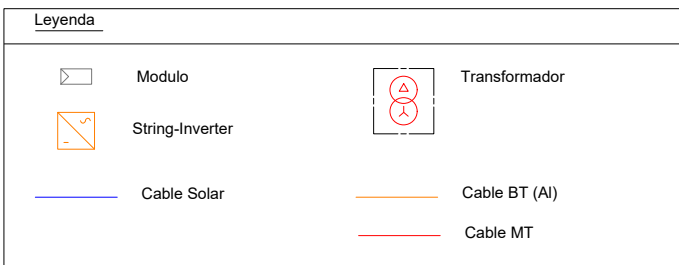 Leyenda
Modulo
Transformador
String-Inverter
Cable Solar
Cable BT (Al)
Cable MT